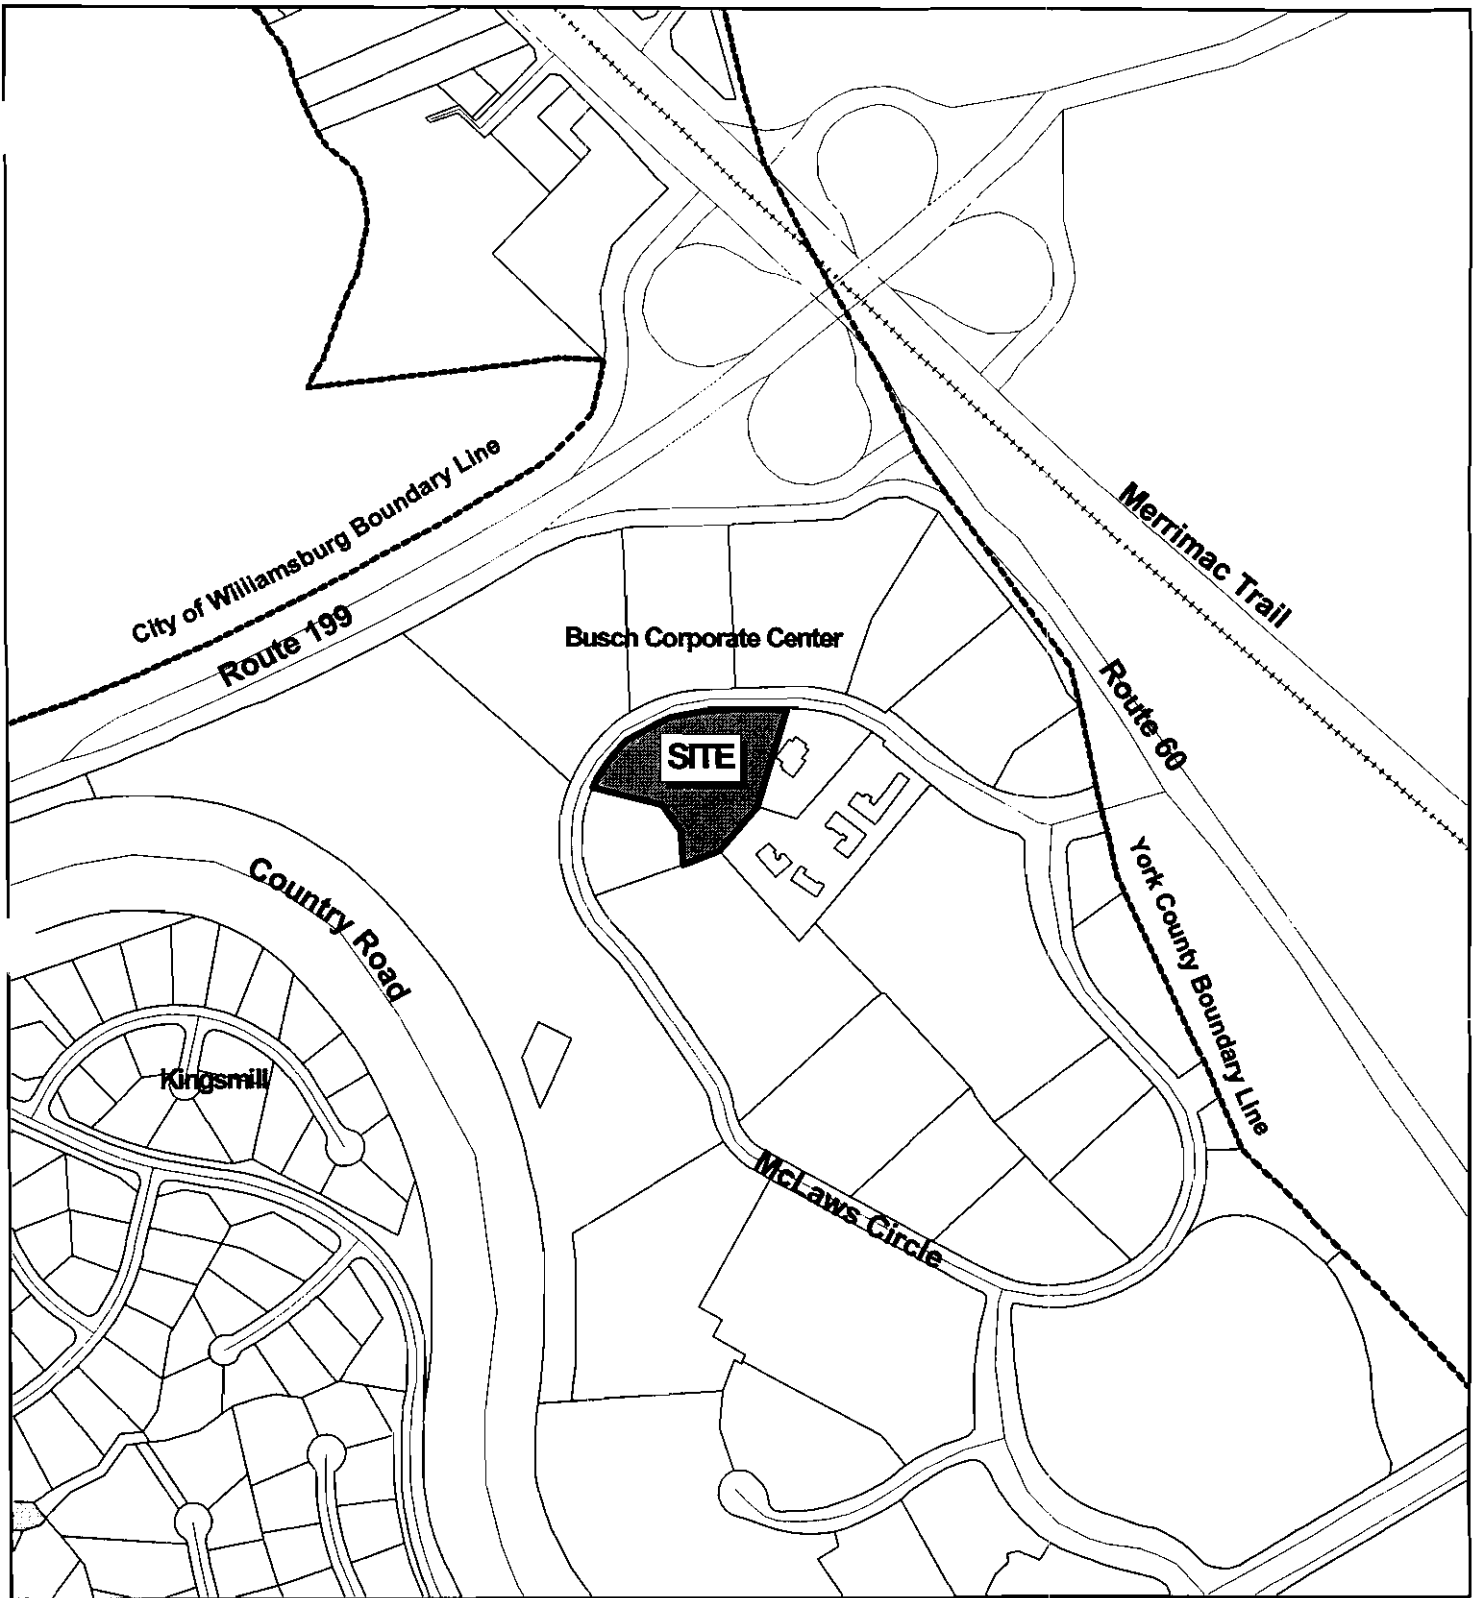 City of Williamsburg Boundary Line
Route 199
Merrimac Trail
Busch Corporate Center
Route 60
SITE
Country Road
York County Boundary Line
Kingsmill
McLaws Circle